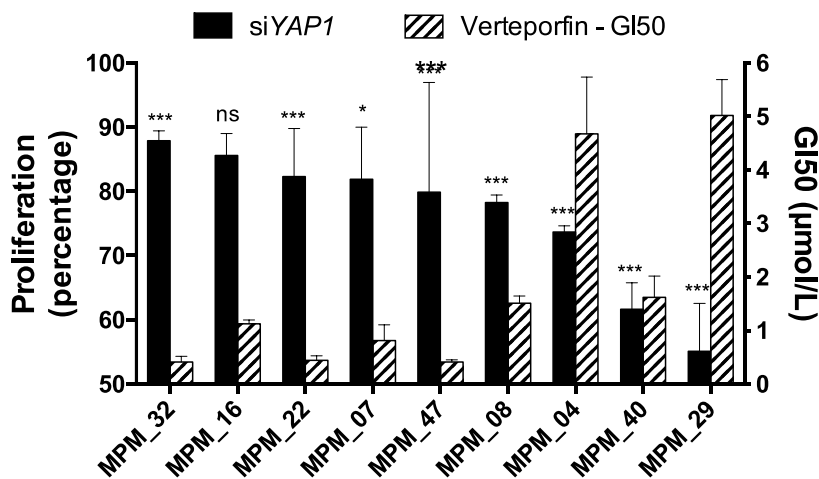 siYAP1 Verteporfin - GI50
Proliferation
(percentage)
100
90
80
70
60
50
*** ns *** * *** *** *** *** *** ***
6
5
4
3
2
1
0
GI50 (µmol/L)
MPM_32 MPM_16 MPM_22 MPM_07 MPM_47 MPM_08 MPM_04 MPM_40 MPM_29